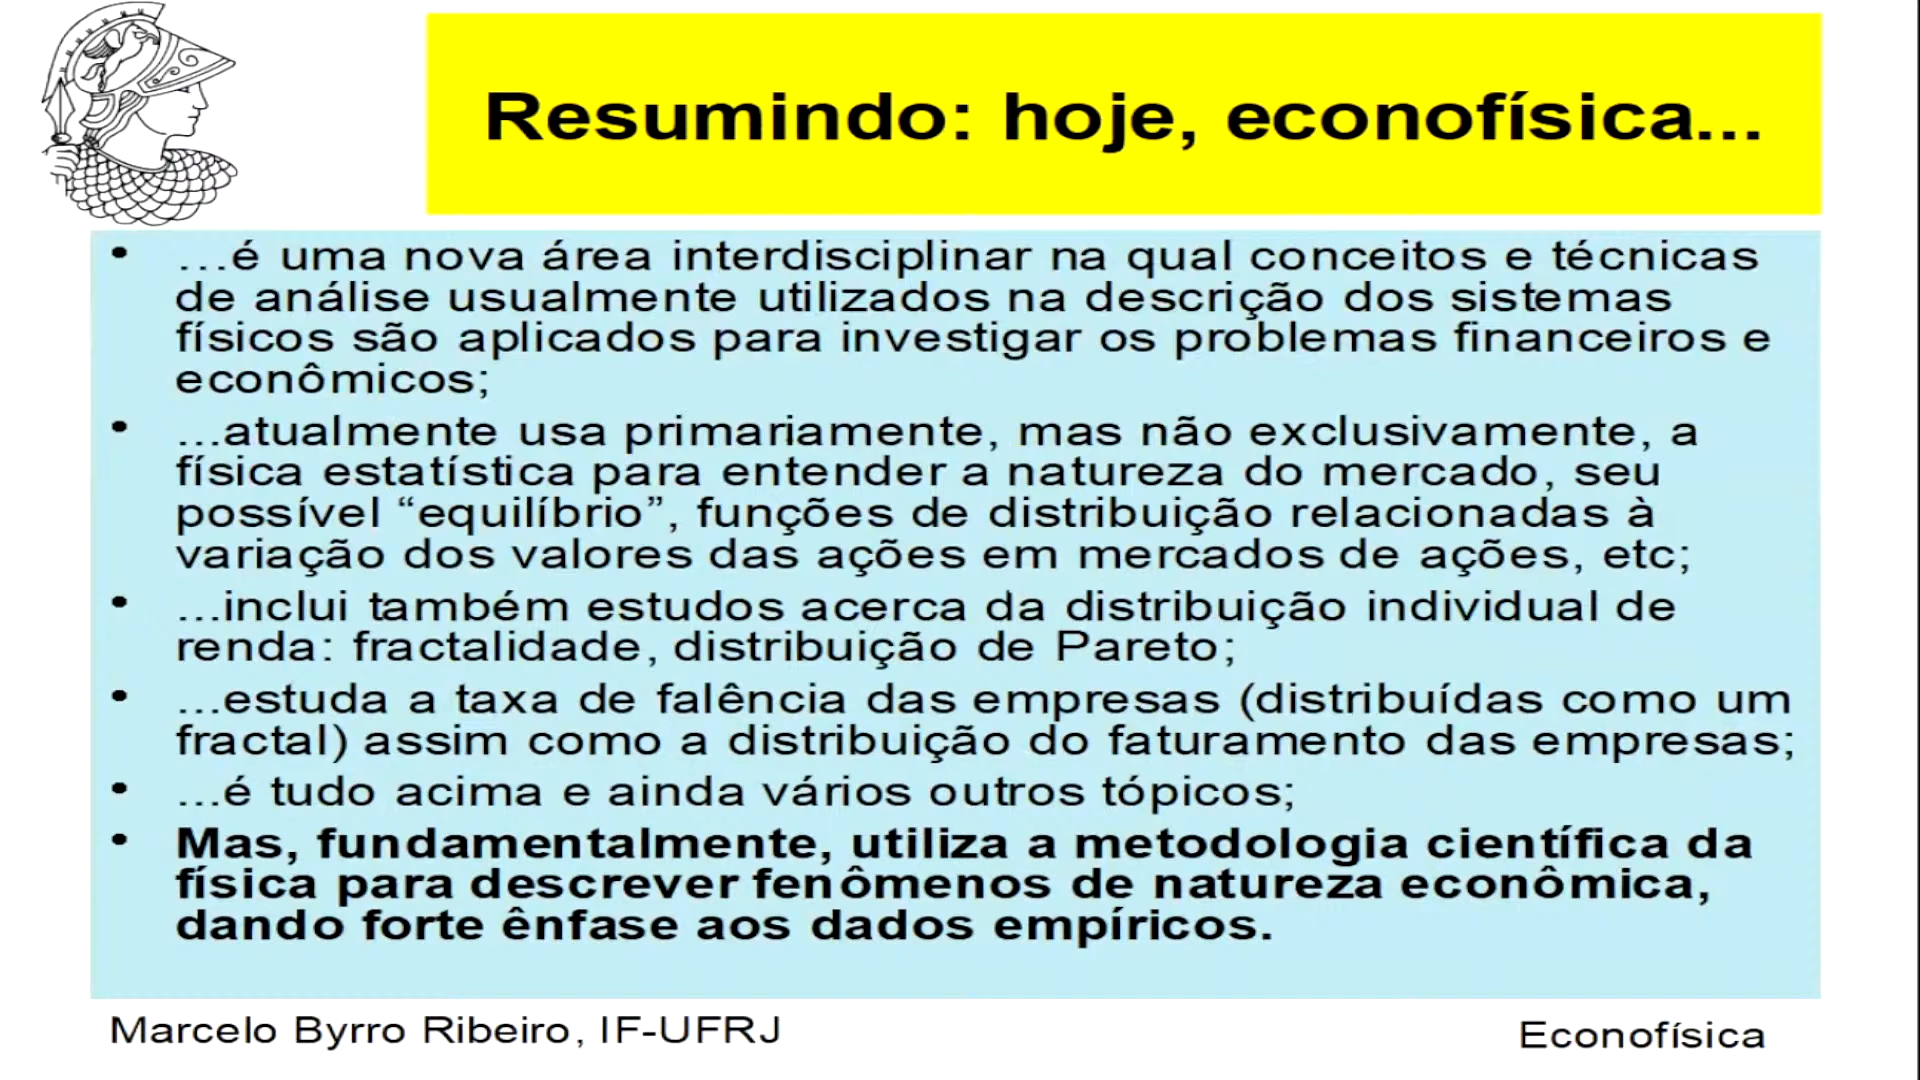 Resumindo: hoje, econofísica...
• ...é uma nova área interdisciplinar na qual conceitos e técnicas
de análise usualmente utilizados na descrição dos sistemas
físicos são aplicados para investigar os problemas financeiros e
econômicos;
• ...atualmente usa primariamente, mas não exclusivamente, a
física estatística para entender a natureza do mercado, seu
possível “equilíbrio”, funções de distribuição relacionadas à
variação dos valores das ações em mercados de ações, etc;
• ...inclui também estudos acerca da distribuição individual de
renda: fractalidade, distribuição de Pareto;
• ...estuda a taxa de falência das empresas (distribuídas como um
fractal) assim como a distribuição do faturamento das empresas;
• ...é tudo acima e ainda vários outros tópicos;
• Mas, fundamentalmente, utiliza a metodologia científica da
física para descrever fenômenos de natureza econômica,
dando forte ênfase aos dados empíricos.
Marcelo Byrro Ribeiro, IF-UFRJ
Econofísica